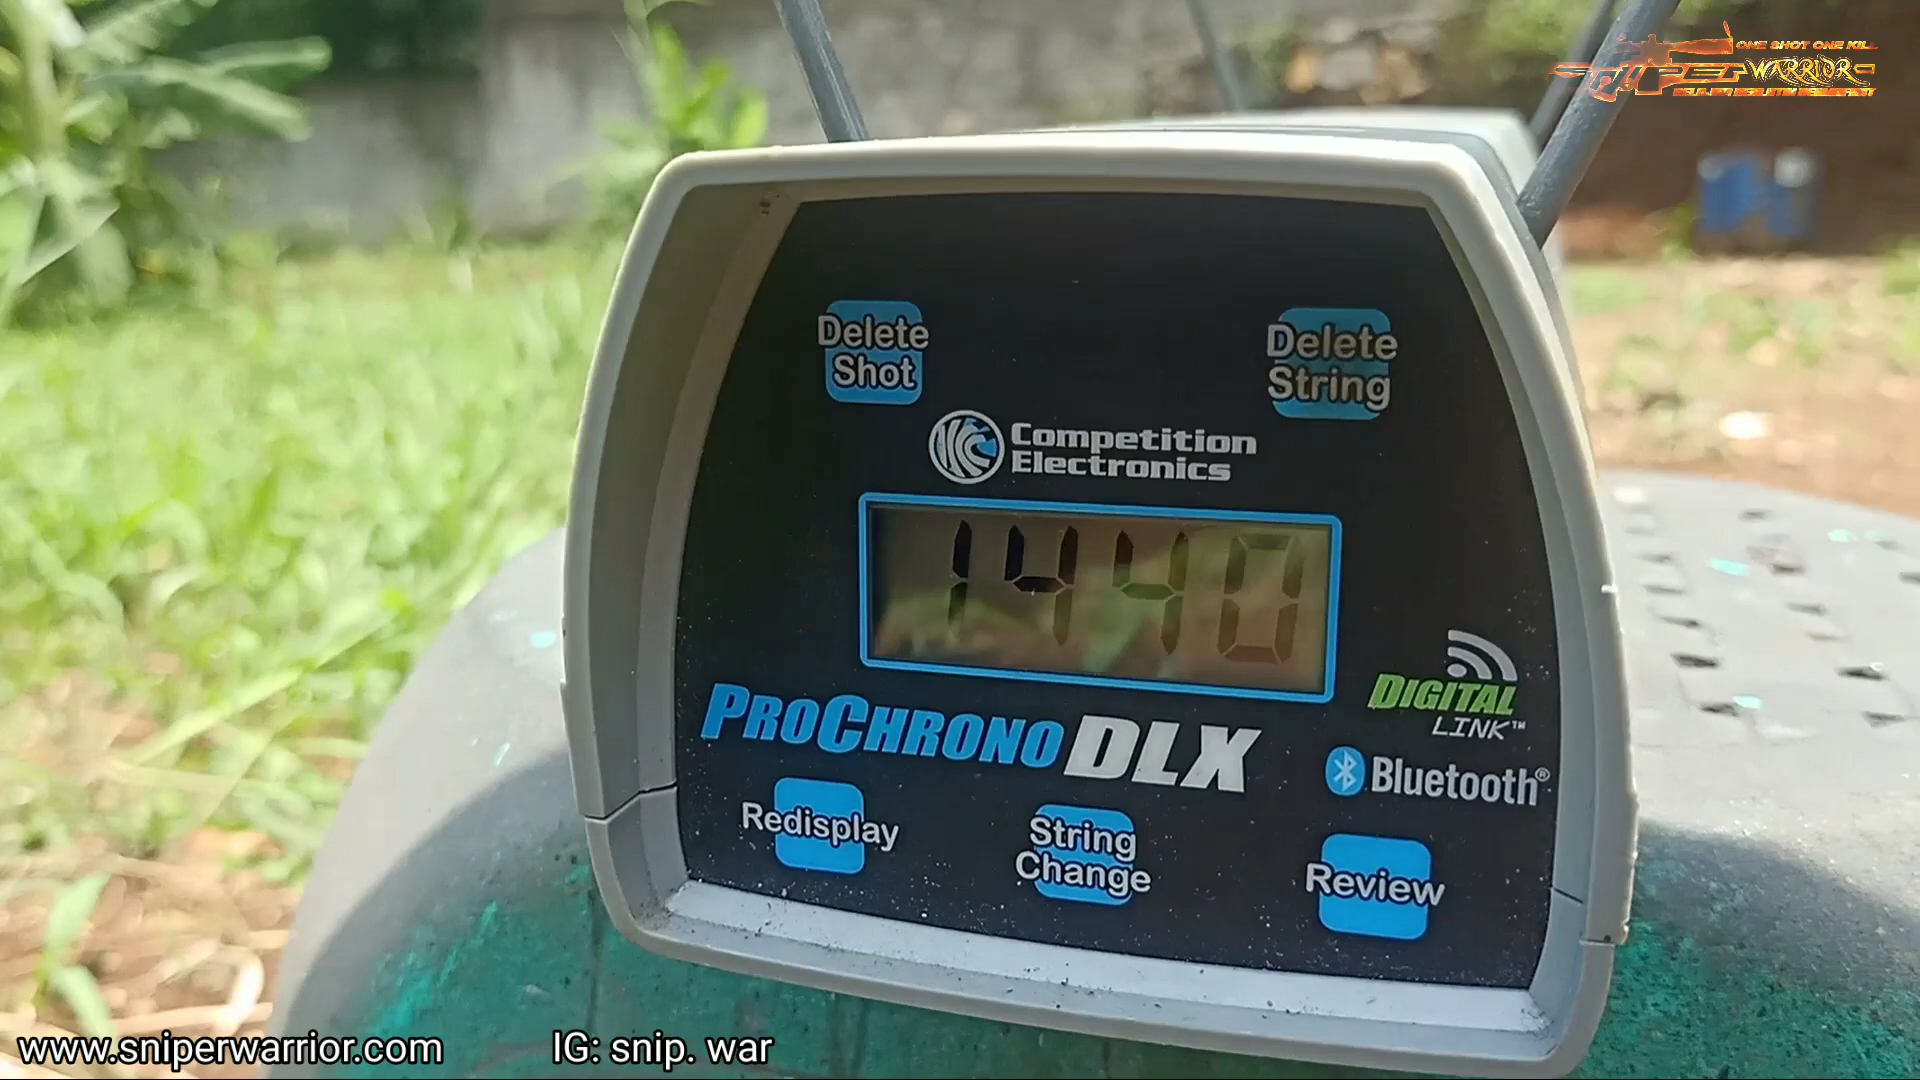 ONE SHOT ONE KILL
SNIPER WARRIOR
Delete
Shot
Delete
String
Competition
Electronics
1440
DIGITAL
LINK™
PROCHRONO DLX
Bluetooth®
Redisplay
String
Change
Review
www.sniperwarrior.com
IG: snip. war